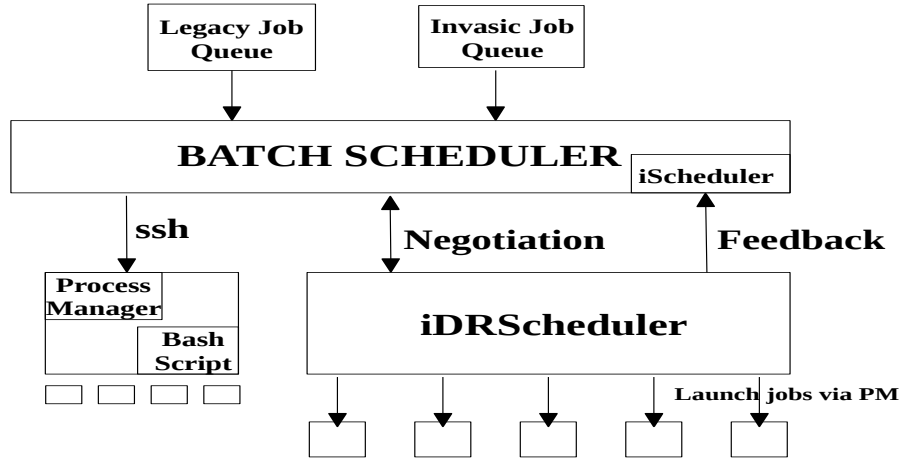 Legacy Job
Queue
Invasic Job
Queue
BATCH SCHEDULER
iScheduler
ssh
Negotiation
Feedback
Process
Manager
Bash
Script
iDRScheduler
Launch jobs via PM